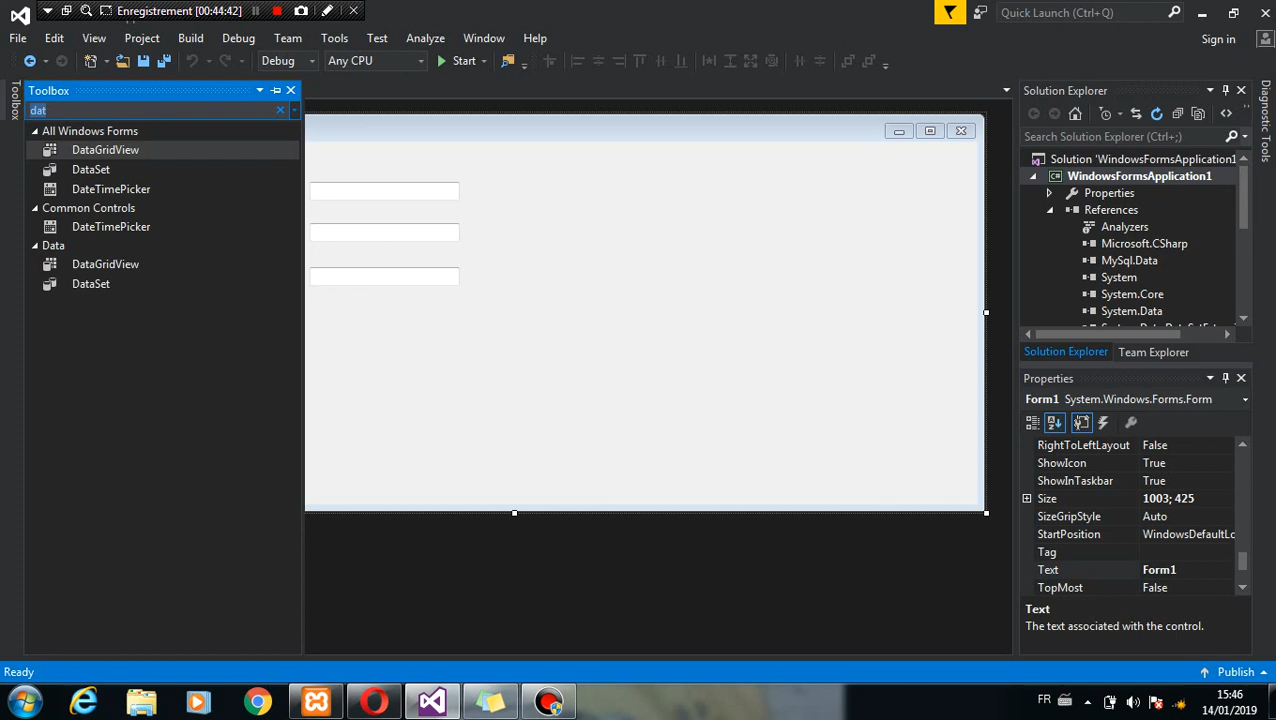 Enregistrement [00:44:42]
Quick Launch (Ctrl+Q)
File Edit View Project Build Debug Team Tools Test Analyze Window Help
Sign in
Debug Any CPU Start
Toolbox
Toolbox
dat
All Windows Forms
DataGridView
DataSet
DateTimePicker
Common Controls
DateTimePicker
Data
DataGridView
DataSet
Solution Explorer
Search Solution Explorer (Ctrl+;)
Solution 'WindowsFormsApplication1
WindowsFormsApplication1
Properties
References
Analyzers
Microsoft.CSharp
MySql.Data
System
System.Core
System.Data
Solution Explorer Team Explorer
Diagnostic Tools
Properties
Form1 System.Windows.Forms.Form
RightToLeftLayout False
ShowIcon True
ShowInTaskbar True
Size 1003; 425
SizeGripStyle Auto
StartPosition WindowsDefaultLo
Tag
Text Form1
TopMost False
Text
The text associated with the control.
Ready
Publish
FR
15:46
14/01/2019